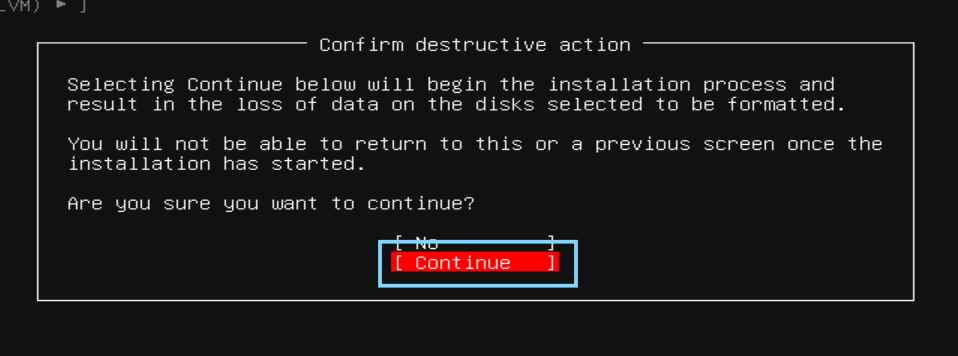 LVM) ► ]
Confirm destructive action
Selecting Continue below will begin the installation process and
result in the loss of data on the disks selected to be formatted.
You will not be able to return to this or a previous screen once the
installation has started.
Are you sure you want to continue?
[ No ]
[ Continue ]